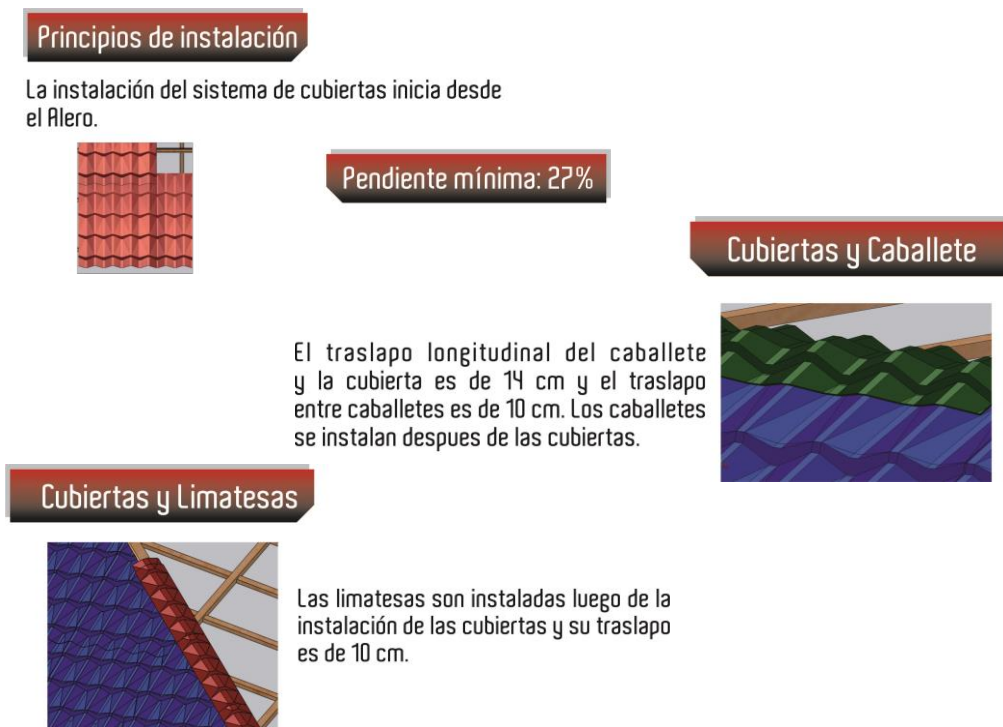 Principios de instalación
La instalación del sistema de cubiertas inicia desde
el Alero.
Pendiente mínima: 27%
Cubiertas y Caballete
El traslapo longitudinal del caballete
y la cubierta es de 14 cm y el traslapo
entre caballetes es de 10 cm. Los caballetes
se instalan despues de las cubiertas.
Cubiertas y Limatesas
Las limatesas son instaladas luego de la
instalación de las cubiertas y su traslapo
es de 10 cm.